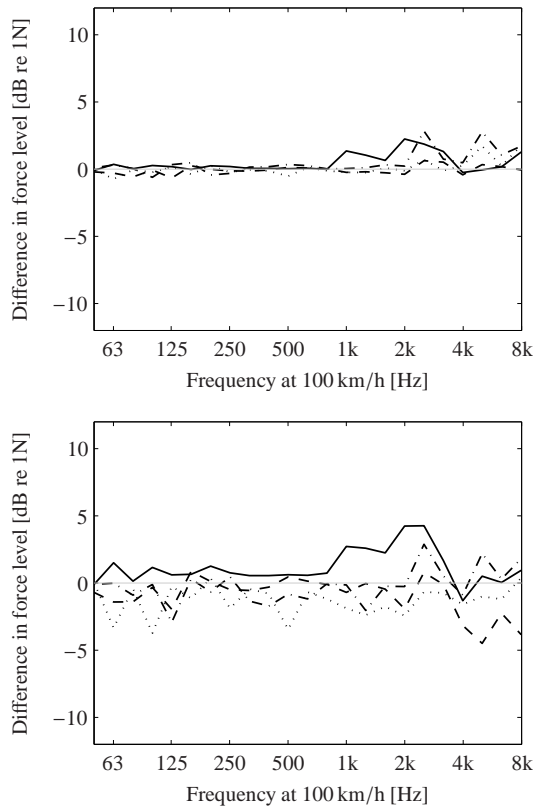 10
5
0
−5
−10
Difference in force level [dB re 1N]
63 125 250 500 1k 2k 4k 8k
Frequency at 100 km/h [Hz]
10
5
0
−5
−10
Difference in force level [dB re 1N]
63 125 250 500 1k 2k 4k 8k
Frequency at 100 km/h [Hz]